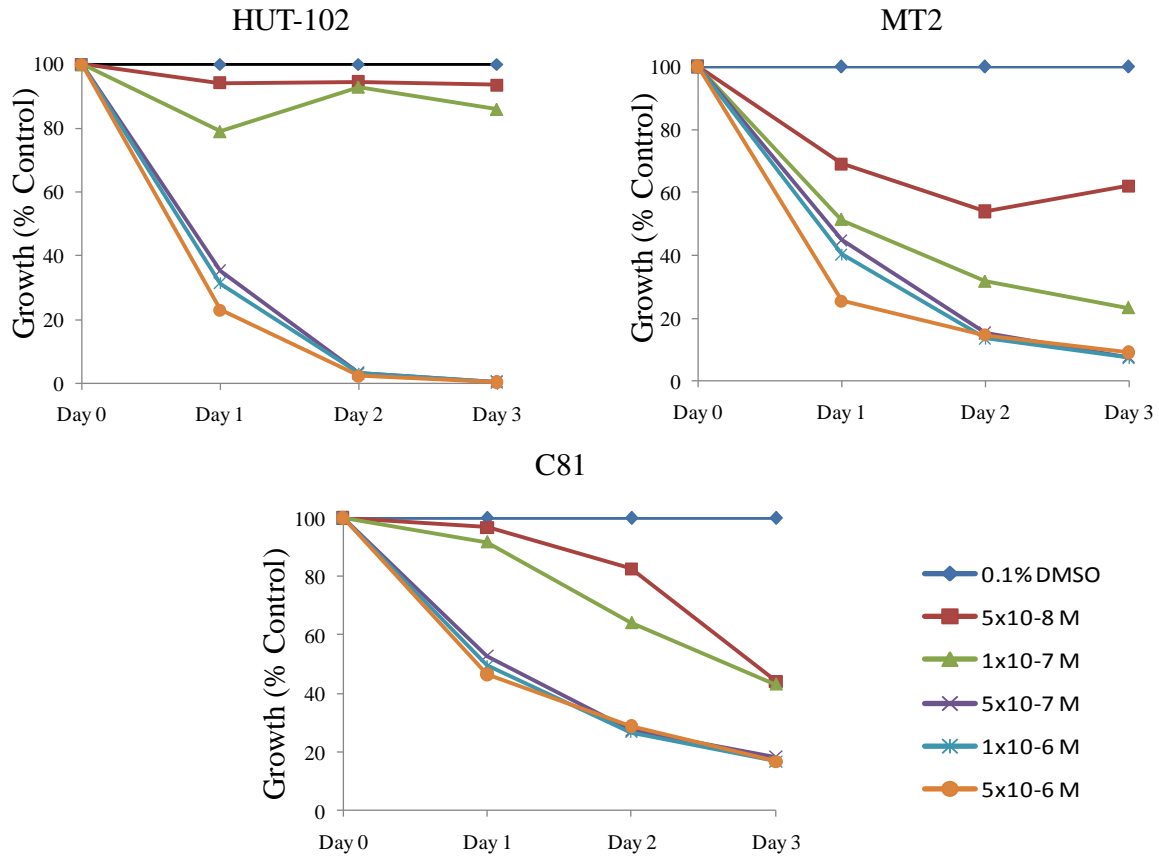 HUT-102
Growth (% Control)
100
80
60
40
20
0
Day 0 Day 1 Day 2 Day 3
MT2
Growth (% Control)
100
80
60
40
20
0
Day 0 Day 1 Day 2 Day 3
C81
Growth (% Control)
100
80
60
40
20
0
Day 0 Day 1 Day 2 Day 3
0.1% DMSO
5x10-8 M
1x10-7 M
5x10-7 M
1x10-6 M
5x10-6 M